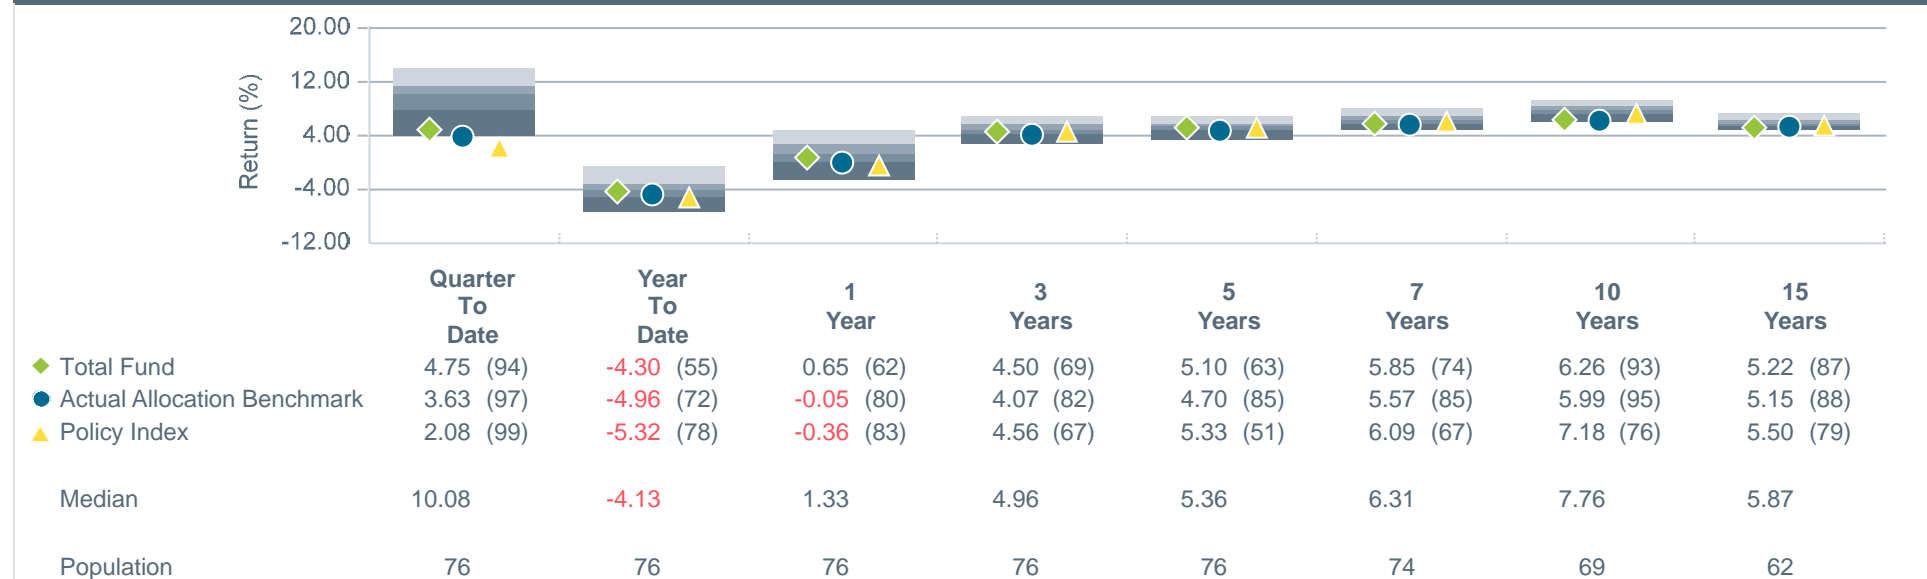 20.00
12.00
4.00
-4.00
-12.00
Return (%)
Quarter To Date Year To Date 1 Year 3 Years 5 Years 7 Years 10 Years 15 Years
Total Fund 4.75 (94) -4.30 (55) 0.65 (62) 4.50 (69) 5.10 (63) 5.85 (74) 6.26 (93) 5.22 (87)
Actual Allocation Benchmark 3.63 (97) -4.96 (72) -0.05 (80) 4.07 (82) 4.70 (85) 5.57 (85) 5.99 (95) 5.15 (88)
Policy Index 2.08 (99) -5.32 (78) -0.36 (83) 4.56 (67) 5.33 (51) 6.09 (67) 7.18 (76) 5.50 (79)
Median 10.08 -4.13 1.33 4.96 5.36 6.31 7.76 5.87
Population 76 76 76 76 76 74 69 62